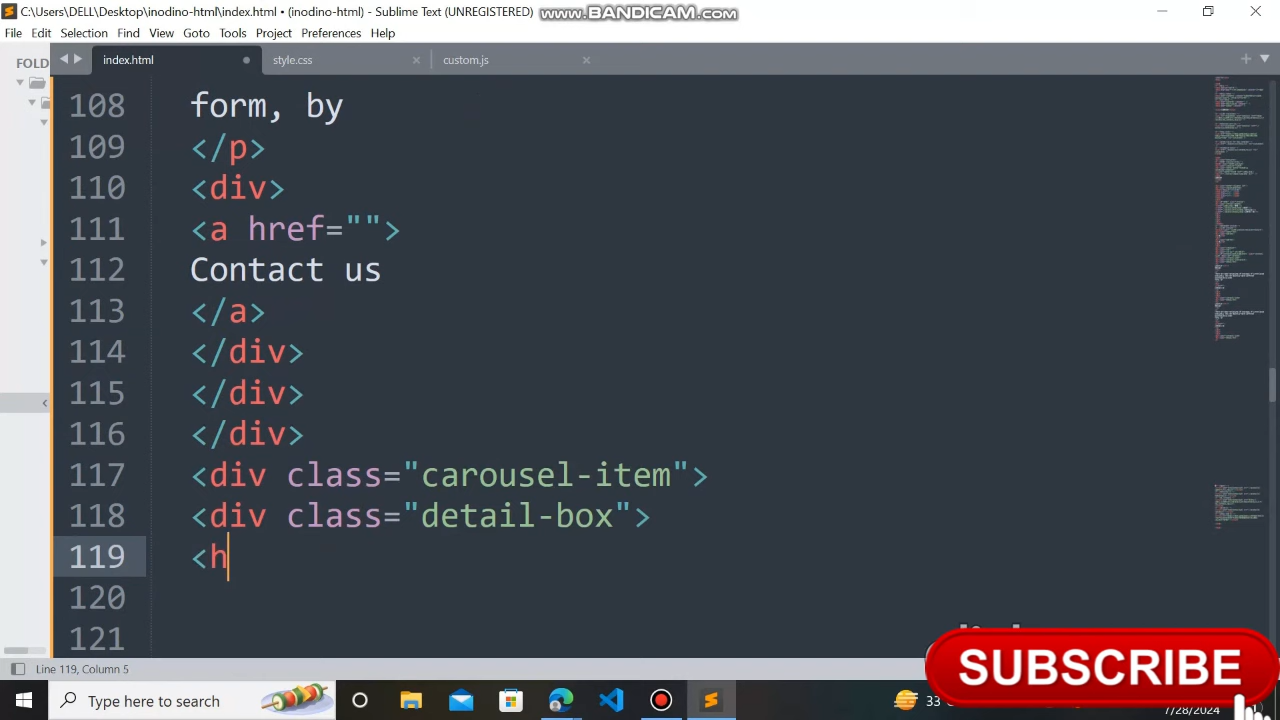 C:\Users\DELL\Desktop\inodino-html\index.html • (inodino-html) - Sublime Text (UNREGISTERED)
www.BANDICAM.com
File Edit Selection Find View Goto Tools Project Preferences Help
FOLD
index.html
style.css
custom.js
108 form, by
109 </p>
110 <div>
111 <a href="">
112 Contact us
113 </a>
114 </div>
115 </div>
116 </div>
117 <div class="carousel-item">
118 <div class="detail-box">
119 <h
120
121
Line 119, Column 5
SUBSCRIBE
Type here to search
33
7/28/2024